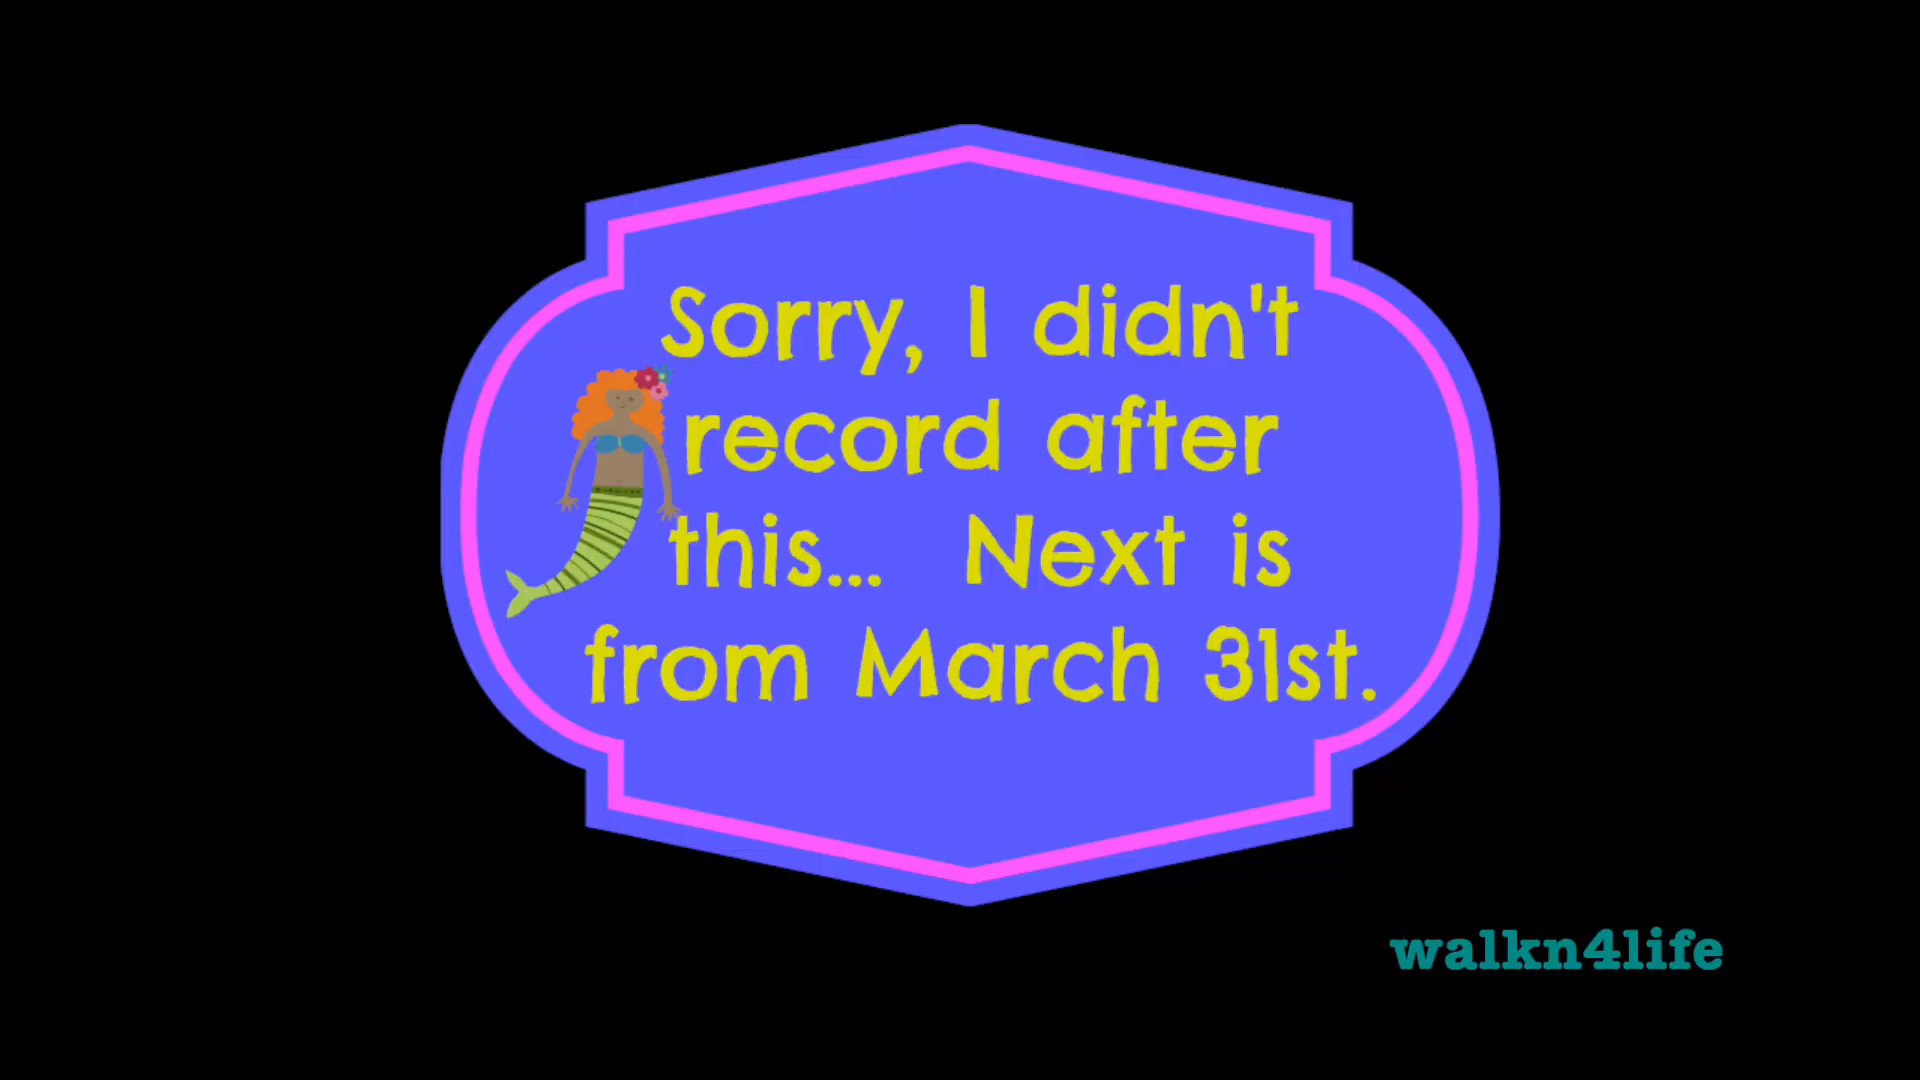 Sorry, I didn't
record after
this... Next is
from March 31st.
walkn4life